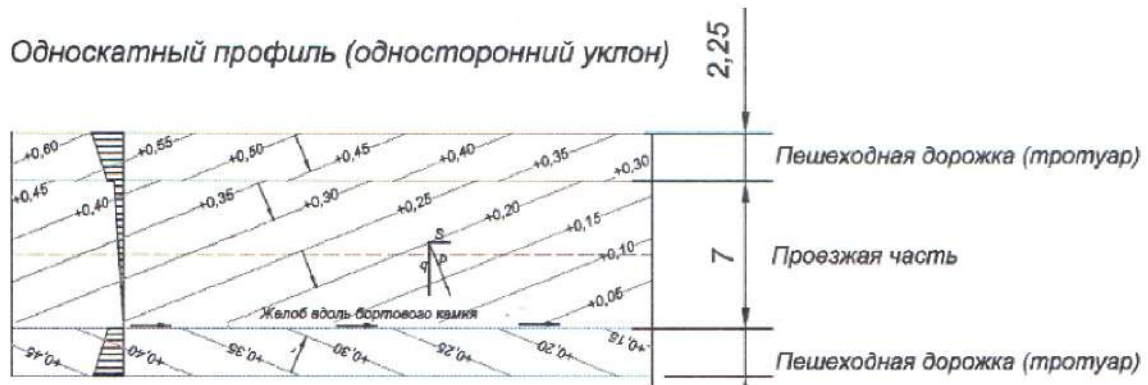 Односкатный профиль (односторонний уклон)
2,25
+0,60
+0,55
+0,50
+0,45
+0,40
+0,35
+0,30
Пешеходная дорожка (тротуар)
+0,45
+0,40
+0,35
+0,30
+0,25
+0,20
+0,15
+0,10
+0,05
S
q
p
7
Проезжая часть
Желоб вдоль бортового камня
+0,45
+0,40
+0,35
+0,30
+0,25
+0,20
+0,15
r
Пешеходная дорожка (тротуар)